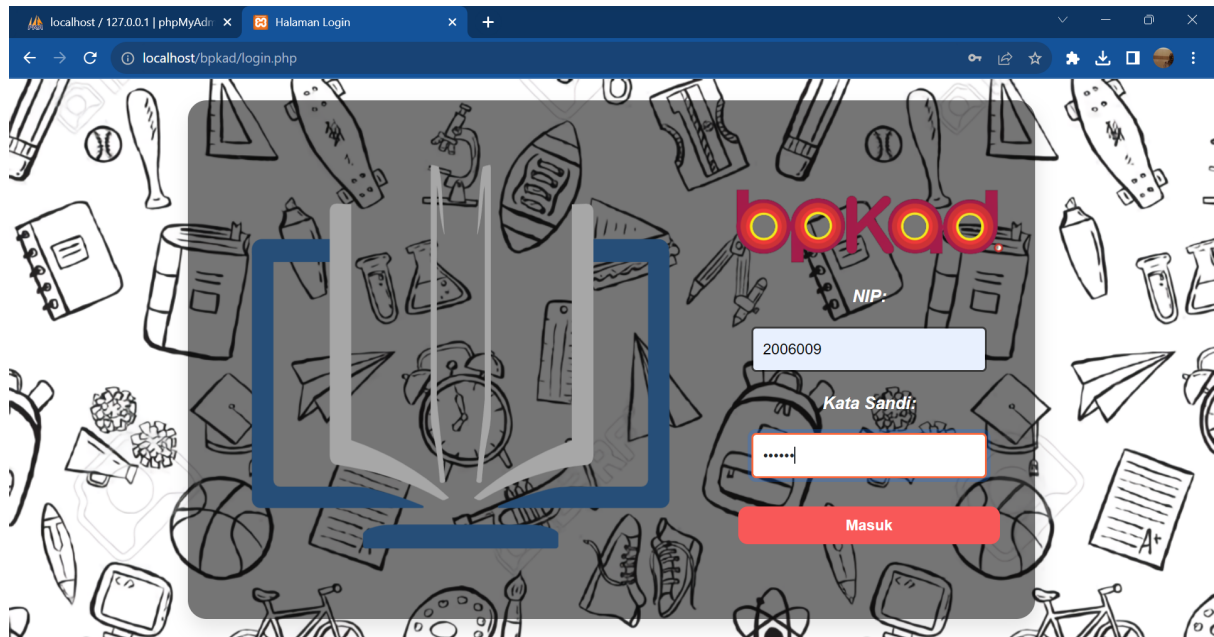 localhost / 127.0.0.1 | phpMyAdm
Halaman Login
localhost/bpkad/login.php
bpkad.
NIP:
2006009
Kata Sandi:
••••••
Masuk
A+